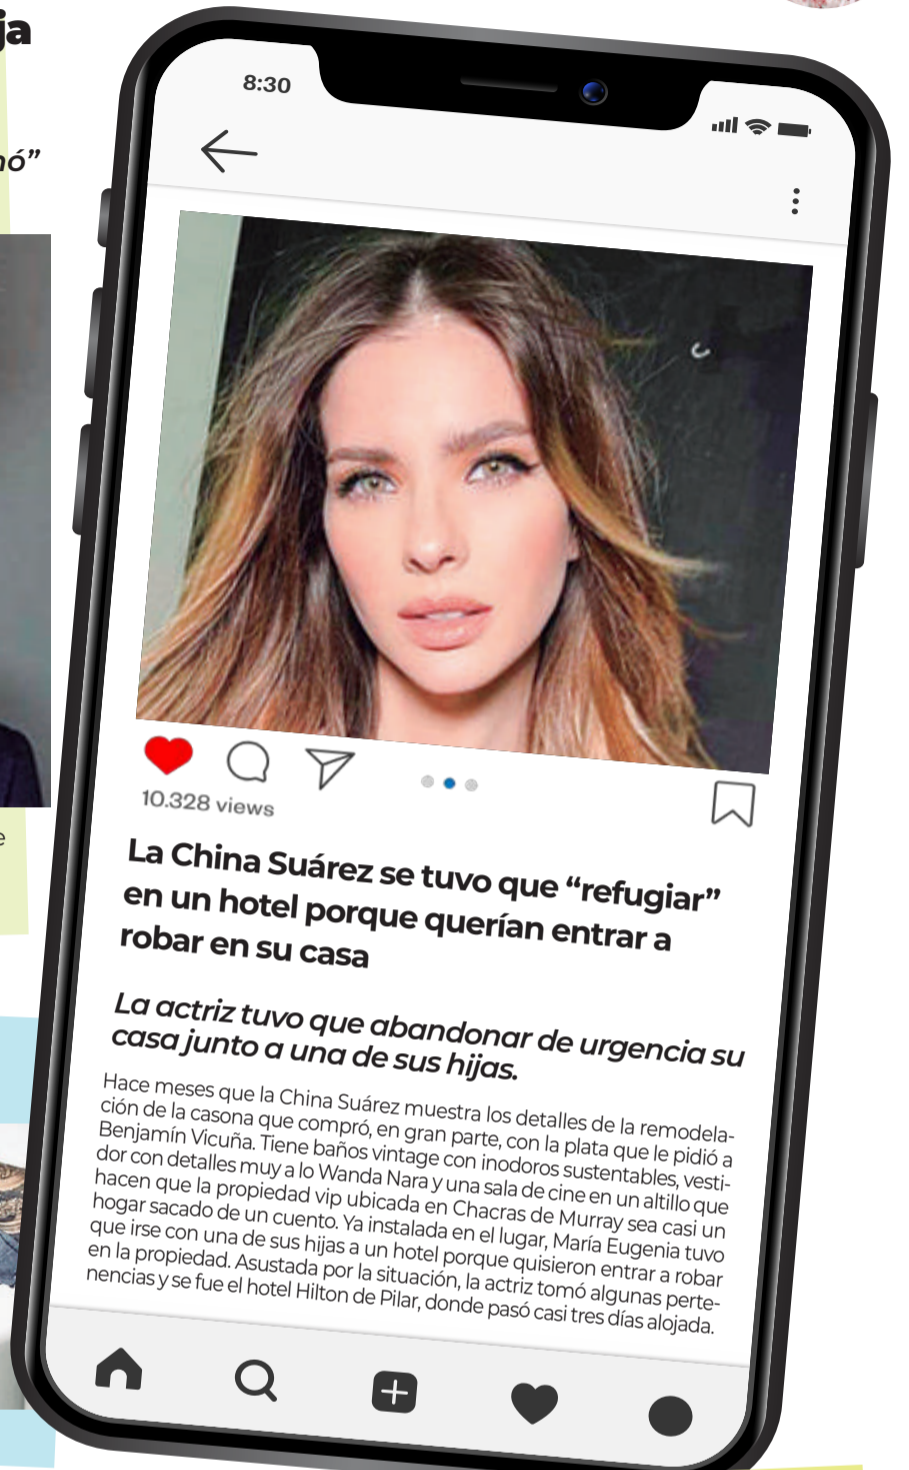 ja
nó”
e
8:30
10.328 views
La China Suárez se tuvo que “refugiar”
en un hotel porque querían entrar a
robar en su casa
La actriz tuvo que abandonar de urgencia su
casa junto a una de sus hijas.
Hace meses que la China Suárez muestra los detalles de la remodela-
ción de la casona que compró, en gran parte, con la plata que le pidió a
Benjamín Vicuña. Tiene baños vintage con inodoros sustentables, vesti-
dor con detalles muy a lo Wanda Nara y una sala de cine en un altillo que
hacen que la propiedad vip ubicada en Chacras de Murray sea casi un
hogar sacado de un cuento. Ya instalada en el lugar, María Eugenia tuvo
que irse con una de sus hijas a un hotel porque quisieron entrar a robar
en la propiedad. Asustada por la situación, la actriz tomó algunas perte-
nencias y se fue el hotel Hilton de Pilar, donde pasó casi tres días alojada.